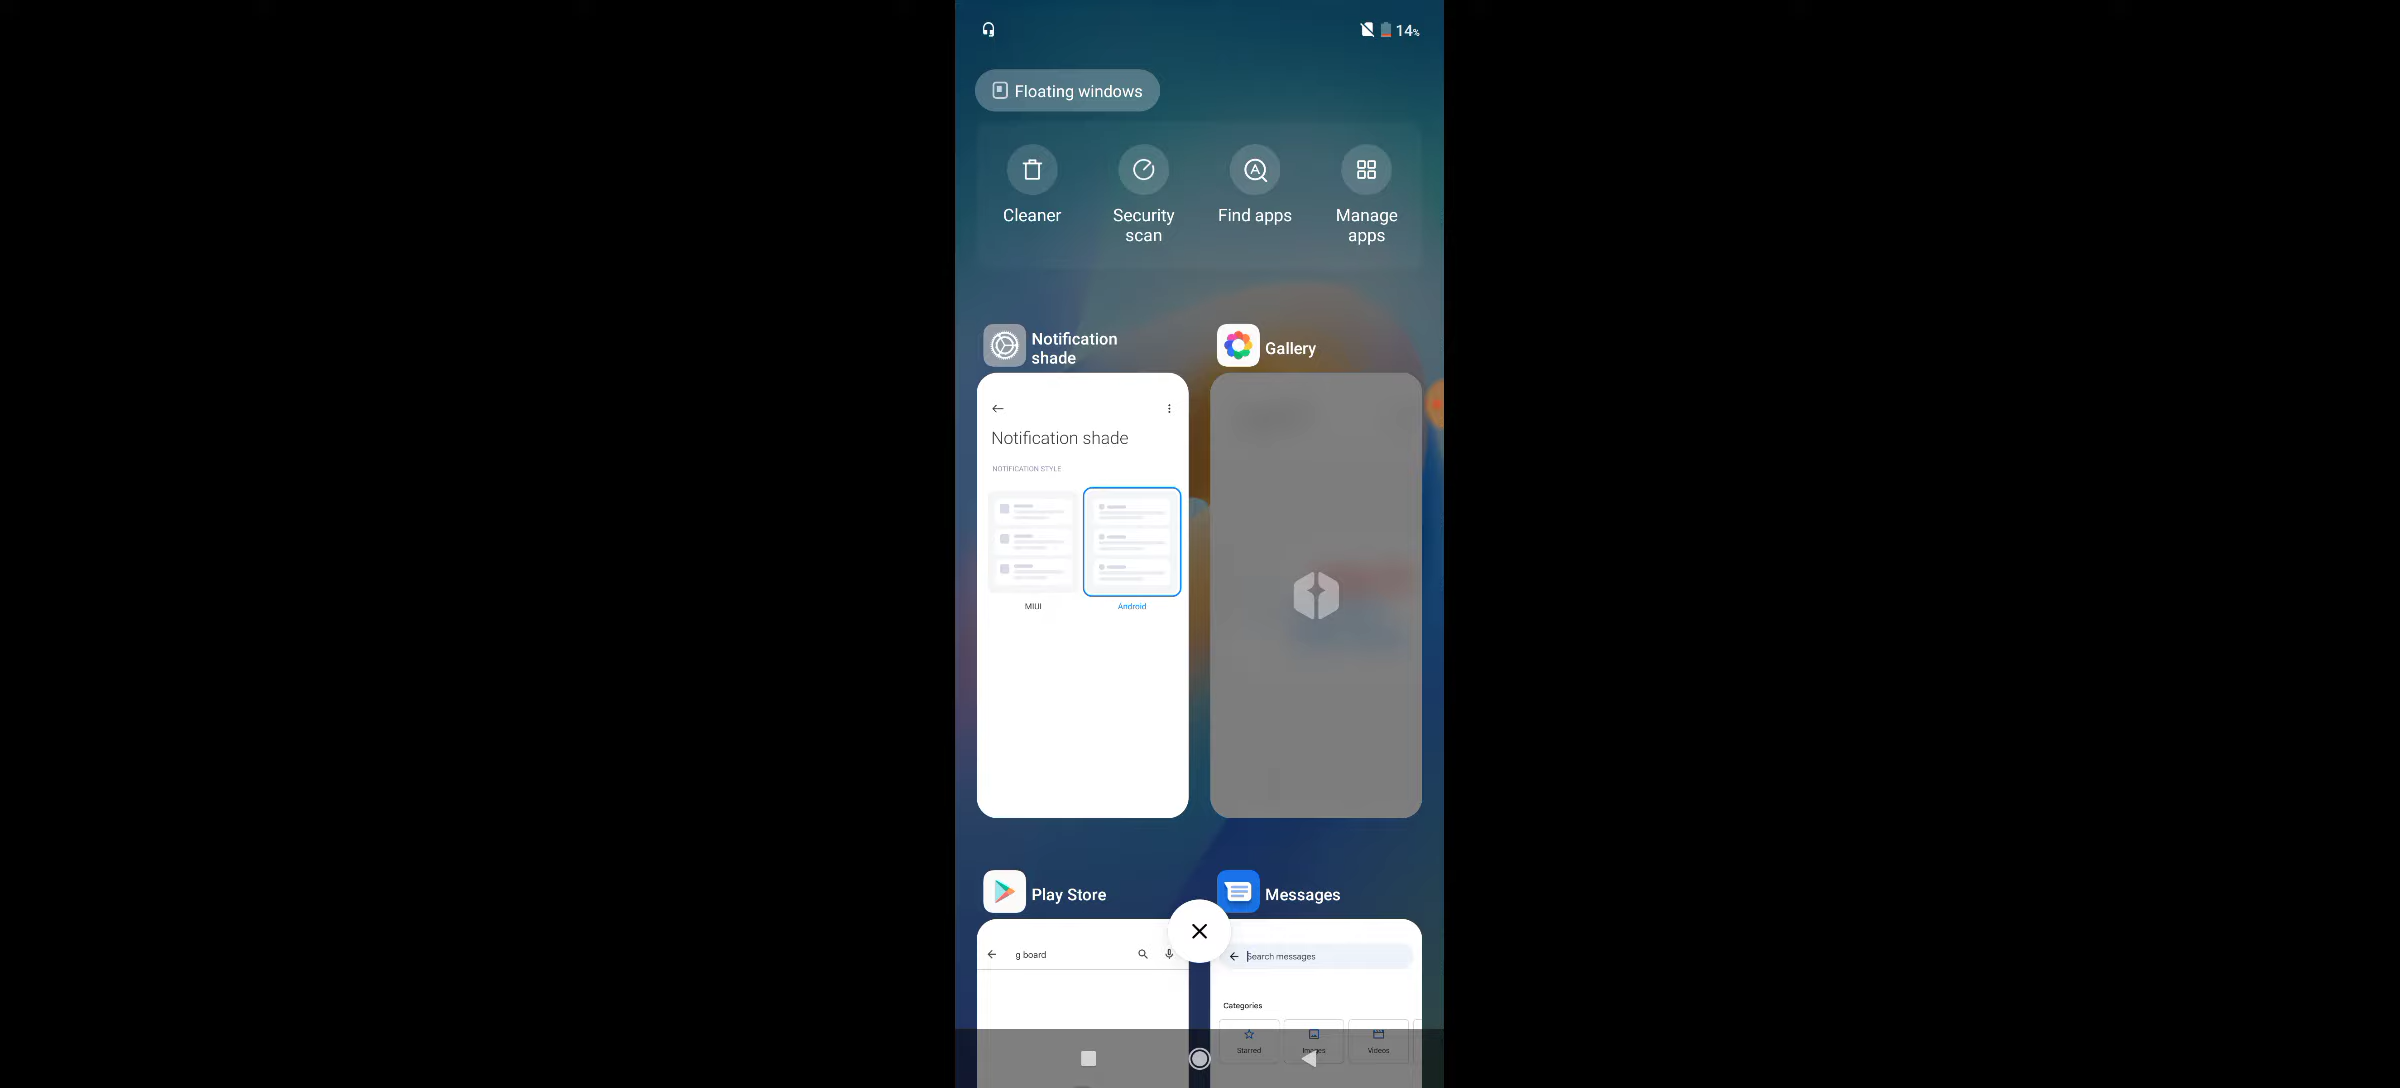 14%
Floating windows
Cleaner
Security
scan
Find apps
Manage
apps
Notification
shade
Gallery
Notification shade
NOTIFICATION STYLE
MIUI
Android
Play Store
Messages
g board
Search messages
Categories
Starred
Images
Videos